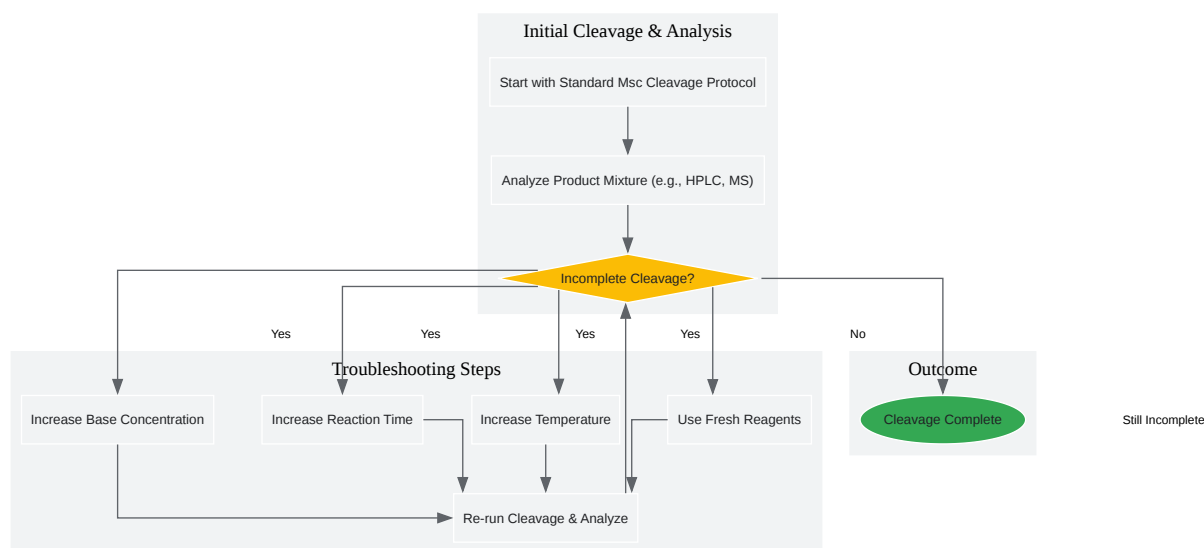 Initial Cleavage & Analysis
Start with Standard Msc Cleavage Protocol
Analyze Product Mixture (e.g., HPLC, MS)
Incomplete Cleavage?
Yes
Yes
Yes
Yes
No
Troubleshooting Steps
Outcome
Increase Base Concentration
Increase Reaction Time
Increase Temperature
Use Fresh Reagents
Cleavage Complete
Still Incomplete
Re-run Cleavage & Analyze